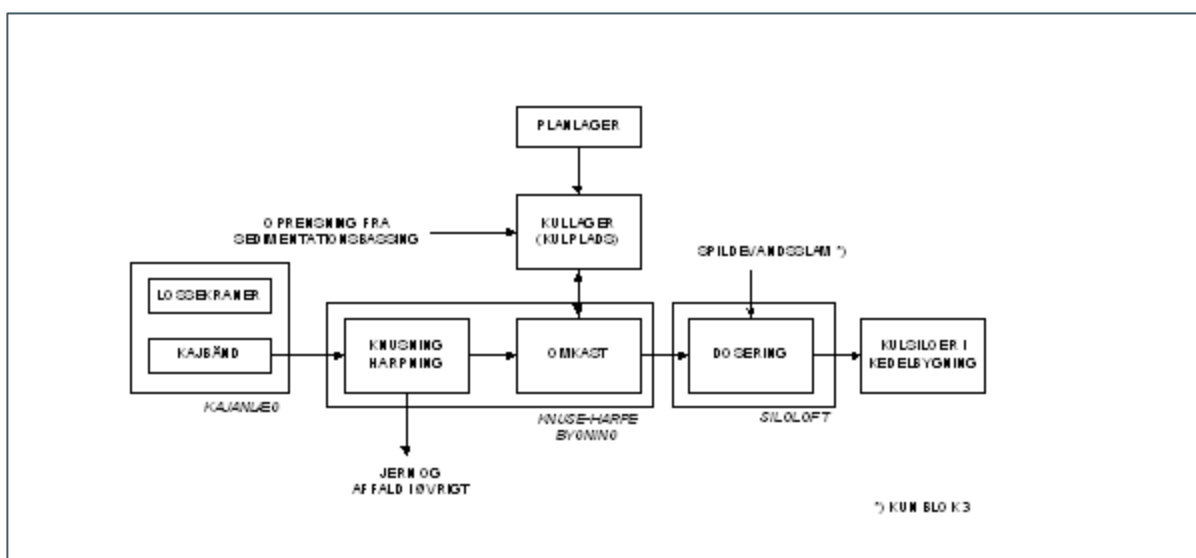 PLANLAGER
KULLAGER
(KULPLADS)
OPRENSNING FRA
SEDIMENTATIONSBASSING
SPILDEVANDSSLAM *)
LOSSEKRANER
KAJBÅND
KNUSNING
HARPNING
OMKAST
DOSERING
KULSILOER I
KEDELBYGNING
KAJANLÆG
KNUSE-HARPE
BYGNING
SILOLOFT
JERN OG
AFFALD I ØVRIGT
*) KUN BLOK 3